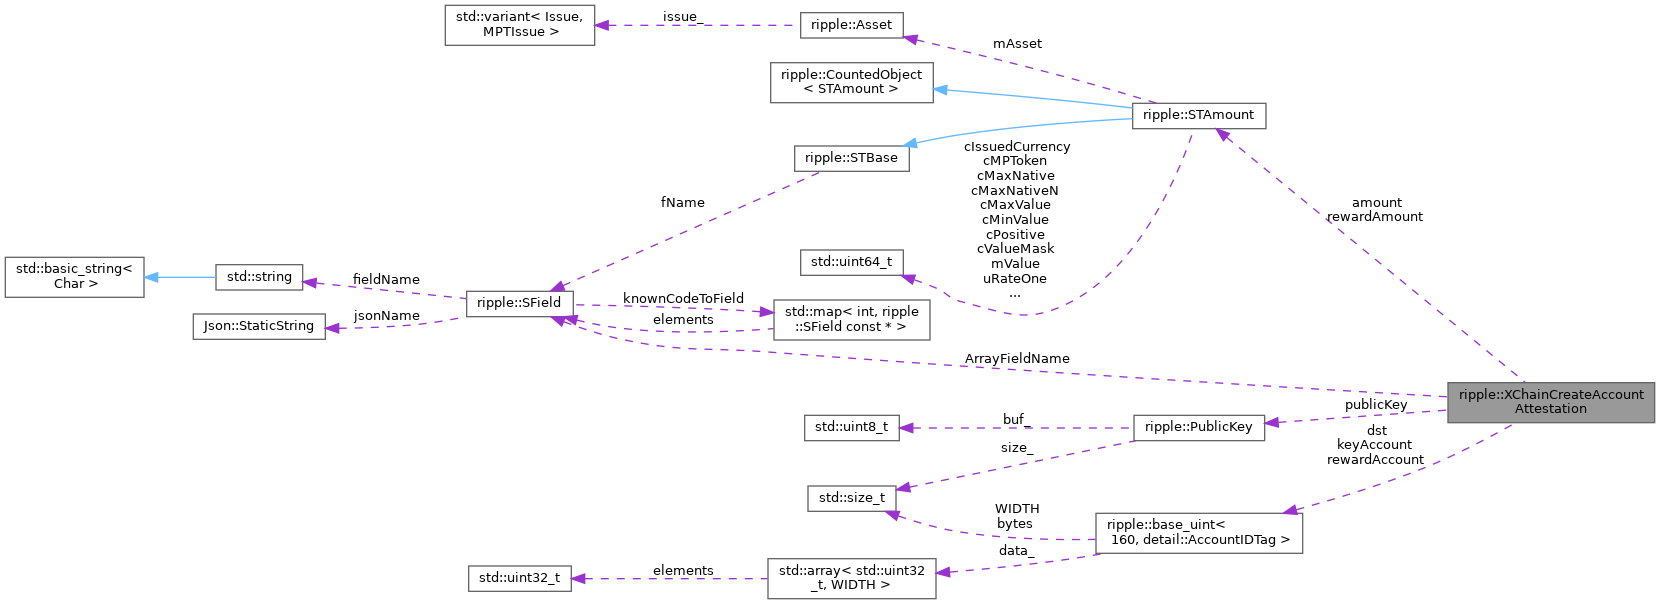 std::variant< Issue,
MPTIssue >
issue_
ripple::Asset
mAsset
ripple::CountedObject
< STAmount >
ripple::STAmount
ripple::STBase
cIssuedCurrency
cMPToken
cMaxNative
cMaxNativeN
cMaxValue
cMinValue
cPositive
cValueMask
mValue
uRateOne
...
fName
amount
rewardAmount
std::uint64_t
std::basic_string<
Char >
std::string
fieldName
ripple::SField
knownCodeToField
elements
std::map< int, ripple
::SField const * >
Json::StaticString
jsonName
ArrayFieldName
ripple::XChainCreateAccount
Attestation
publicKey
std::uint8_t
buf_
ripple::PublicKey
size_
dst
keyAccount
rewardAccount
std::size_t
WIDTH
bytes
ripple::base_uint<
160, detail::AccountIDTag >
data_
std::uint32_t
elements
std::array< std::uint32
_t, WIDTH >